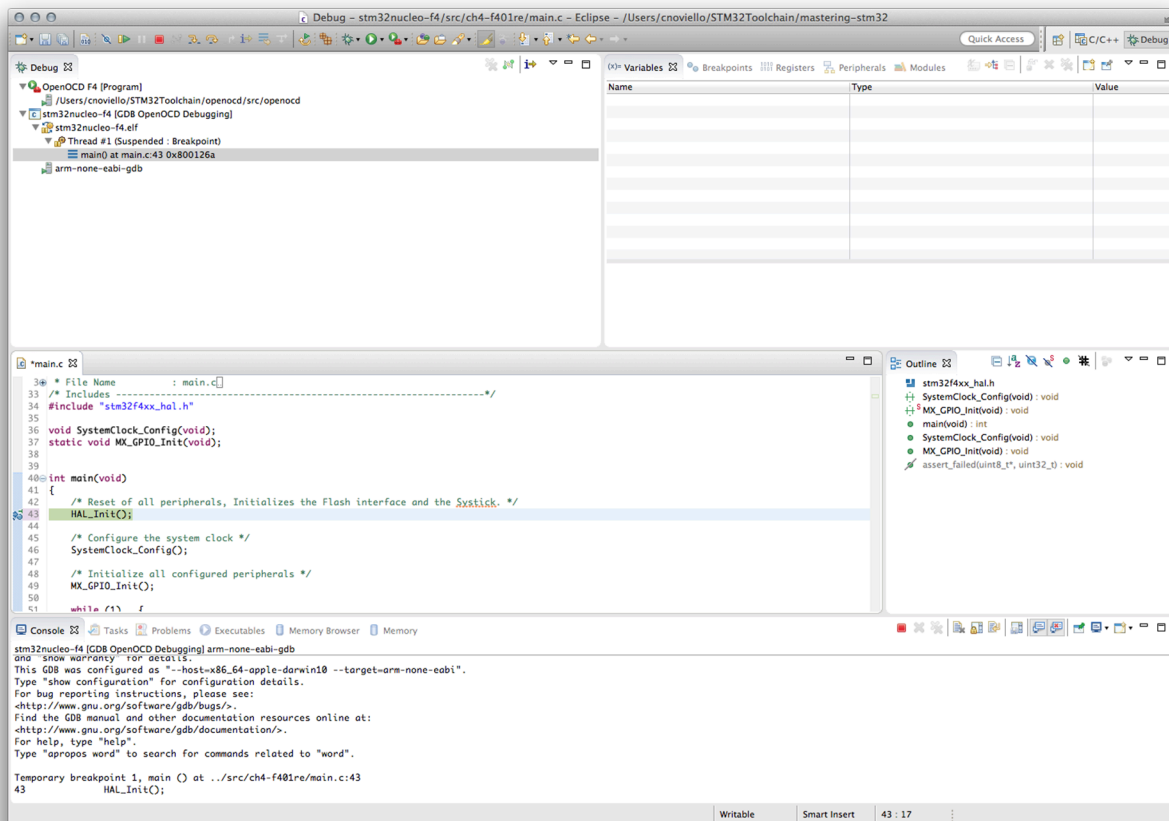 Debug – stm32nucleo-f4/src/ch4-f401re/main.c – Eclipse – /Users/cnoviello/STM32Toolchain/mastering-stm32
Quick Access
C/C++
Debug
Debug
OpenOCD F4 [Program]
/Users/cnoviello/STM32Toolchain/openocd/src/openocd
stm32nucleo-f4 [GDB OpenOCD Debugging]
stm32nucleo-f4.elf
Thread #1 (Suspended : Breakpoint)
main() at main.c:43 0x800126a
arm-none-eabi-gdb
(x)= Variables
Breakpoints
Registers
Peripherals
Modules
Name Type Value
*main.c
3 * File Name : main.c
33 /* Includes ------------------------------------------------------------------*/
34 #include "stm32f4xx_hal.h"
35
36 void SystemClock_Config(void);
37 static void MX_GPIO_Init(void);
38
39
40 int main(void)
41 {
42 /* Reset of all peripherals, Initializes the Flash interface and the Systick. */
43 HAL_Init();
44
45 /* Configure the system clock */
46 SystemClock_Config();
47
48 /* Initialize all configured peripherals */
49 MX_GPIO_Init();
50
51 while (1) {
Outline
stm32f4xx_hal.h
SystemClock_Config(void) : void
MX_GPIO_Init(void) : void
main(void) : int
SystemClock_Config(void) : void
MX_GPIO_Init(void) : void
assert_failed(uint8_t*, uint32_t) : void
Console
Tasks
Problems
Executables
Memory Browser
Memory
stm32nucleo-f4 [GDB OpenOCD Debugging] arm-none-eabi-gdb
and "show warranty" for details.
This GDB was configured as "--host=x86_64-apple-darwin10 --target=arm-none-eabi".
Type "show configuration" for configuration details.
For bug reporting instructions, please see:
<http://www.gnu.org/software/gdb/bugs/>.
Find the GDB manual and other documentation resources online at:
<http://www.gnu.org/software/gdb/documentation/>.
For help, type "help".
Type "apropos word" to search for commands related to "word".
Temporary breakpoint 1, main () at ../src/ch4-f401re/main.c:43
43 HAL_Init();
Writable
Smart Insert
43 : 17